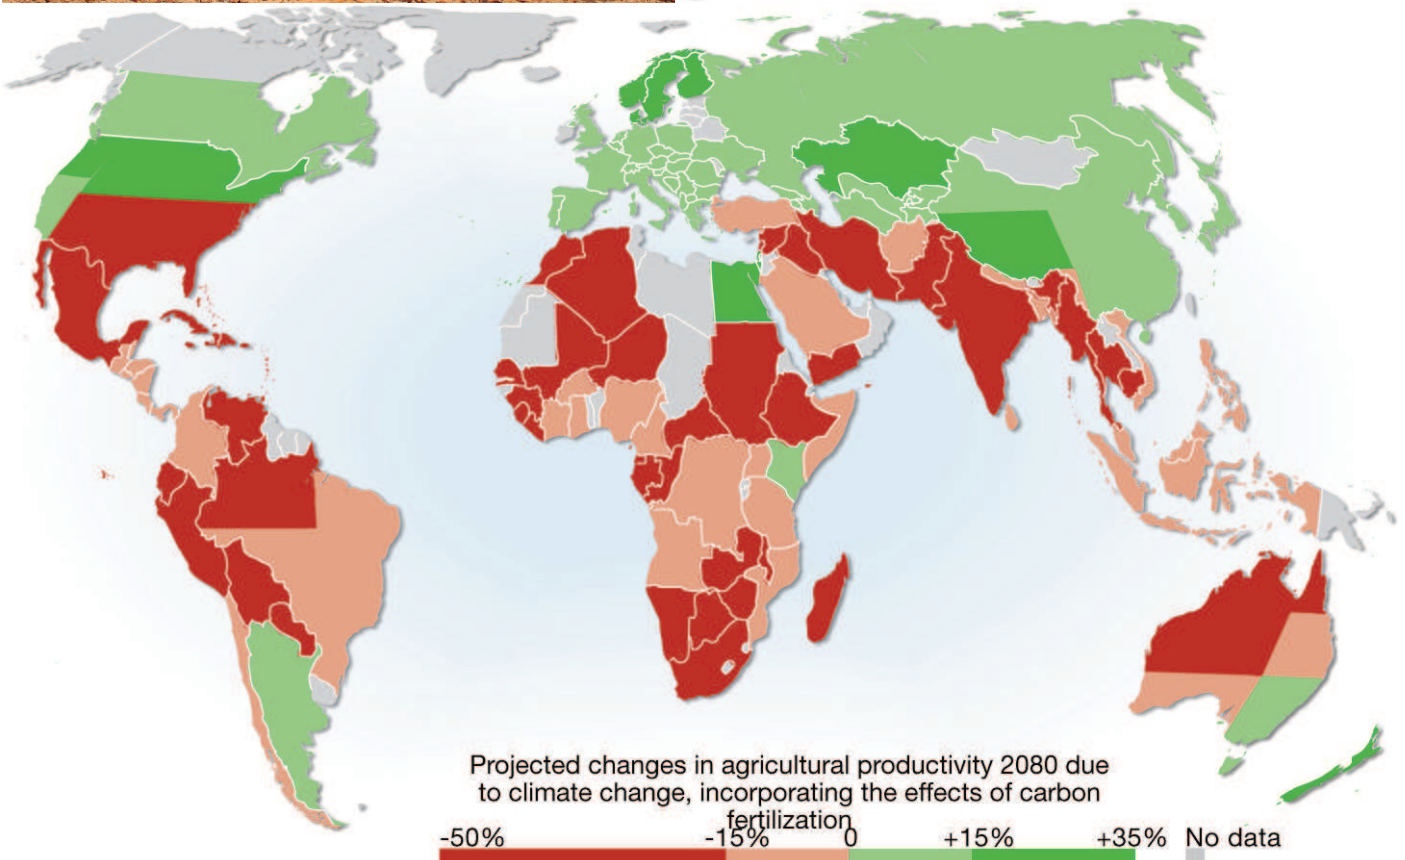 Projected changes in agricultural productivity 2080 due
to climate change, incorporating the effects of carbon
fertilization
-50% -15% 0 +15% +35% No data